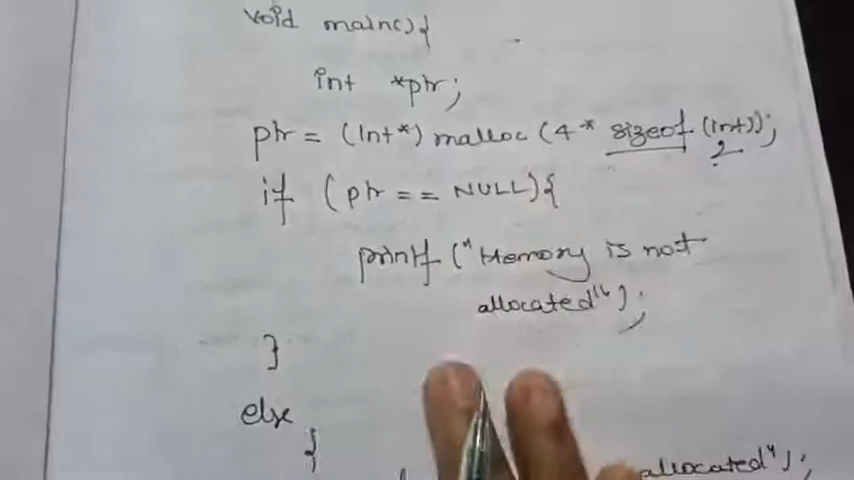 void main(){
int *ptr;
ptr = (int*) malloc (4* sizeof (int));
2
if (ptr == NULL){
printf ("Memory is not
allocated");
}
else
{
allocated");